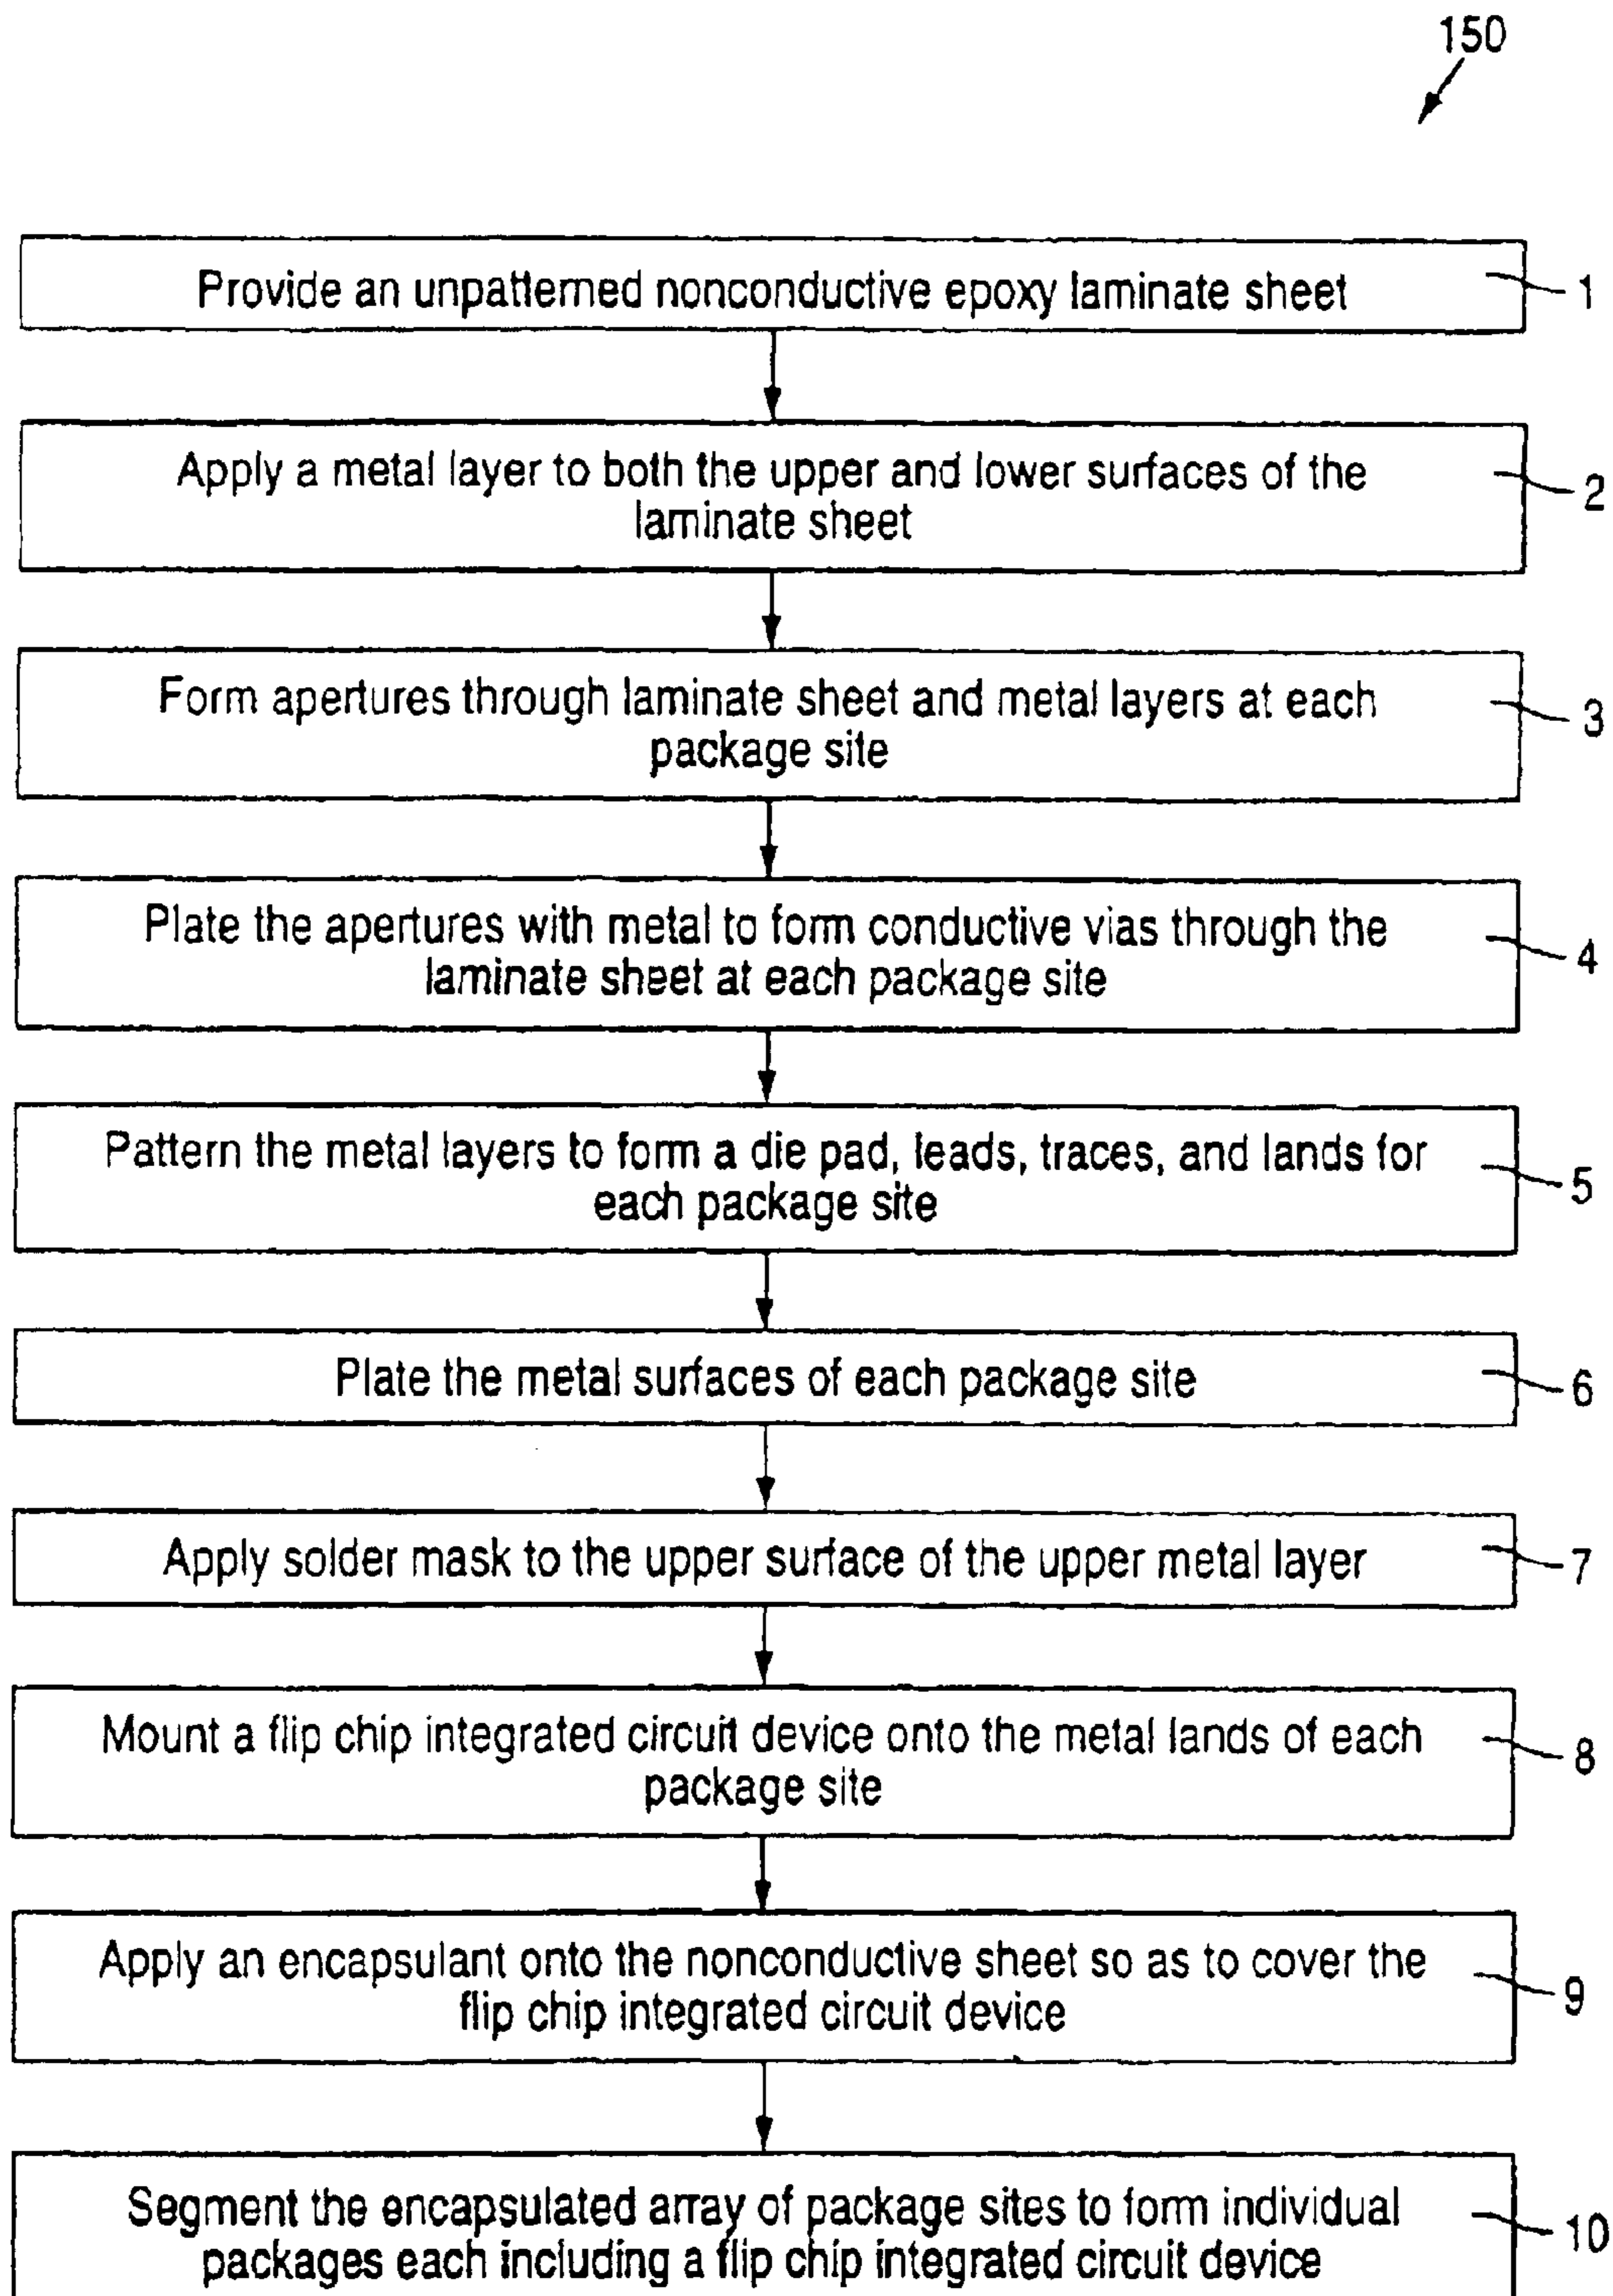 150
Provide an unpatterned nonconductive epoxy laminate sheet
1
Apply a metal layer to both the upper and lower surfaces of the
laminate sheet
2
Form apertures through laminate sheet and metal layers at each
package site
3
Plate the apertures with metal to form conductive vias through the
laminate sheet at each package site
4
Pattern the metal layers to form a die pad, leads, traces, and lands for
each package site
5
Plate the metal surfaces of each package site
6
Apply solder mask to the upper surface of the upper metal layer
7
Mount a flip chip integrated circuit device onto the metal lands of each
package site
8
Apply an encapsulant onto the nonconductive sheet so as to cover the
flip chip integrated circuit device
9
Segment the encapsulated array of package sites to form individual
packages each including a flip chip integrated circuit device
10